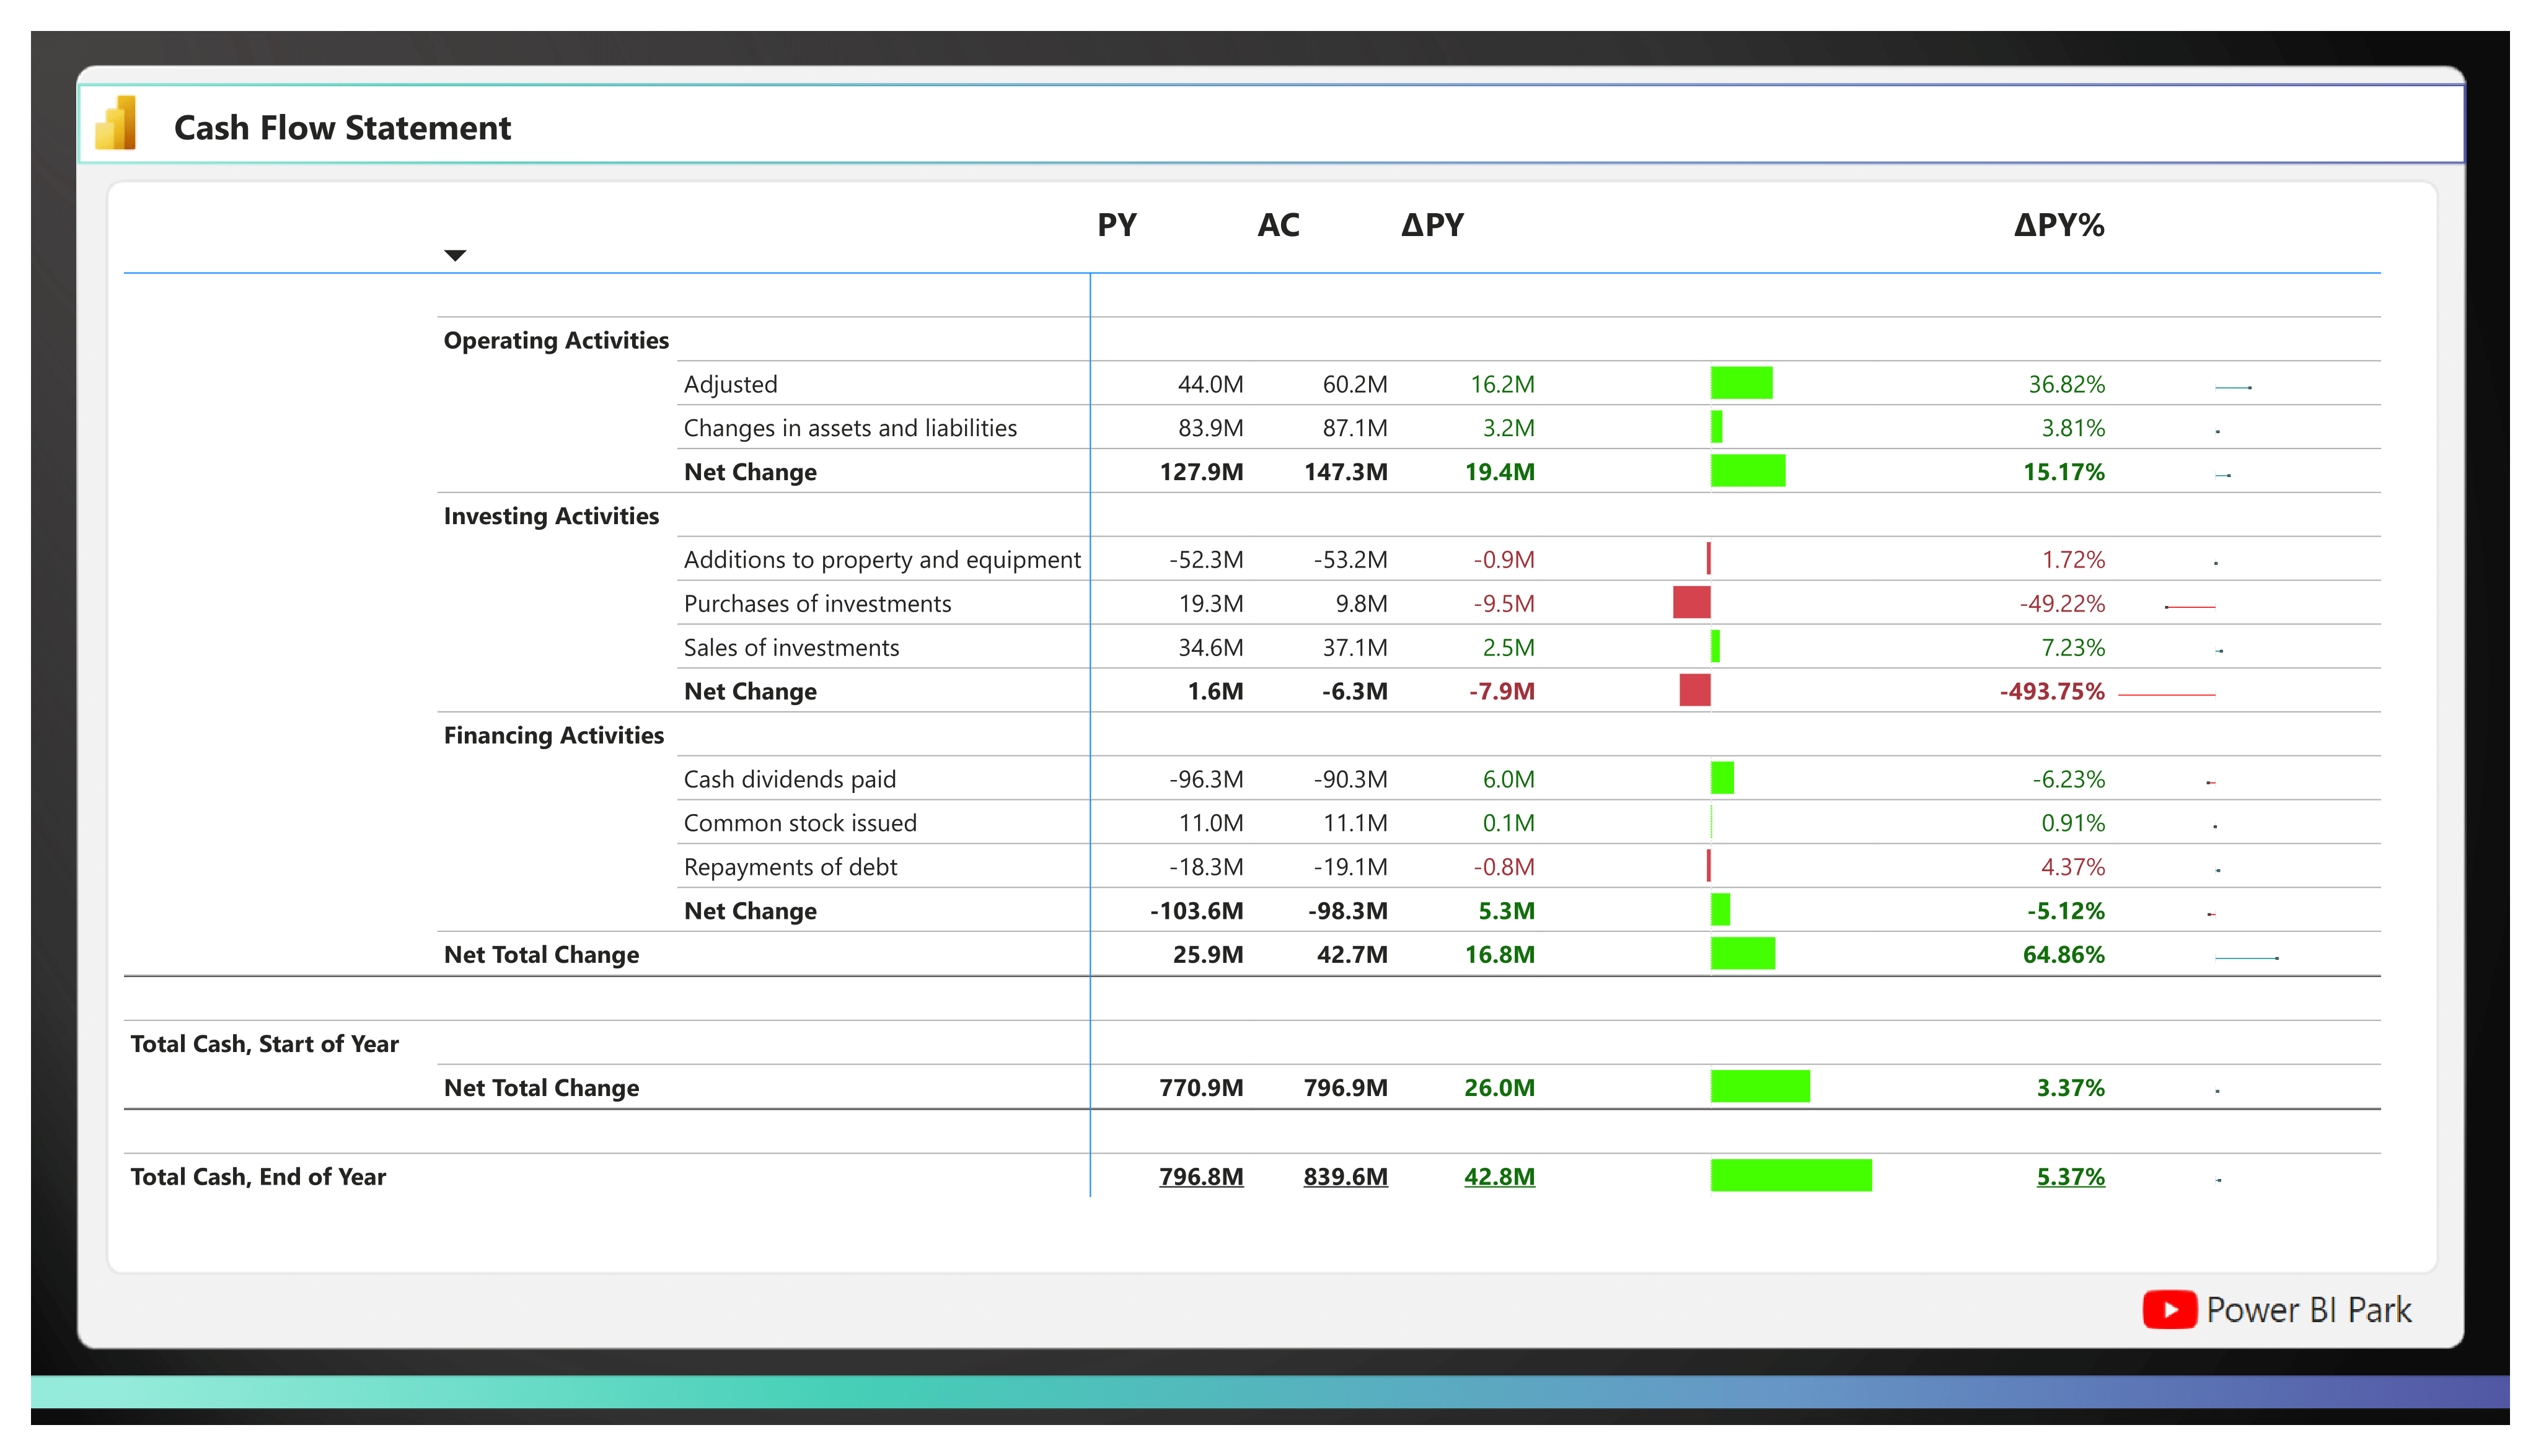 Cash Flow Statement
PY AC ΔPY ΔPY%
Operating Activities
Adjusted 44.0M 60.2M 16.2M 36.82%
Changes in assets and liabilities 83.9M 87.1M 3.2M 3.81%
Net Change 127.9M 147.3M 19.4M 15.17%
Investing Activities
Additions to property and equipment -52.3M -53.2M -0.9M 1.72%
Purchases of investments 19.3M 9.8M -9.5M -49.22%
Sales of investments 34.6M 37.1M 2.5M 7.23%
Net Change 1.6M -6.3M -7.9M -493.75%
Financing Activities
Cash dividends paid -96.3M -90.3M 6.0M -6.23%
Common stock issued 11.0M 11.1M 0.1M 0.91%
Repayments of debt -18.3M -19.1M -0.8M 4.37%
Net Change -103.6M -98.3M 5.3M -5.12%
Net Total Change 25.9M 42.7M 16.8M 64.86%
Total Cash, Start of Year
Net Total Change 770.9M 796.9M 26.0M 3.37%
Total Cash, End of Year 796.8M 839.6M 42.8M 5.37%
Power BI Park